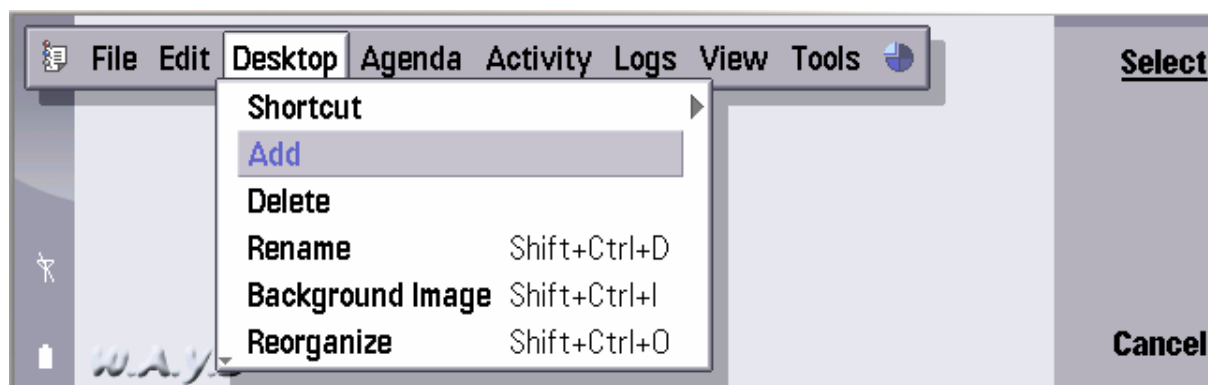 File Edit Desktop Agenda Activity Logs View Tools
Select
Shortcut
Add
Delete
Rename Shift+Ctrl+D
Background Image Shift+Ctrl+I
Reorganize Shift+Ctrl+O
Cancel